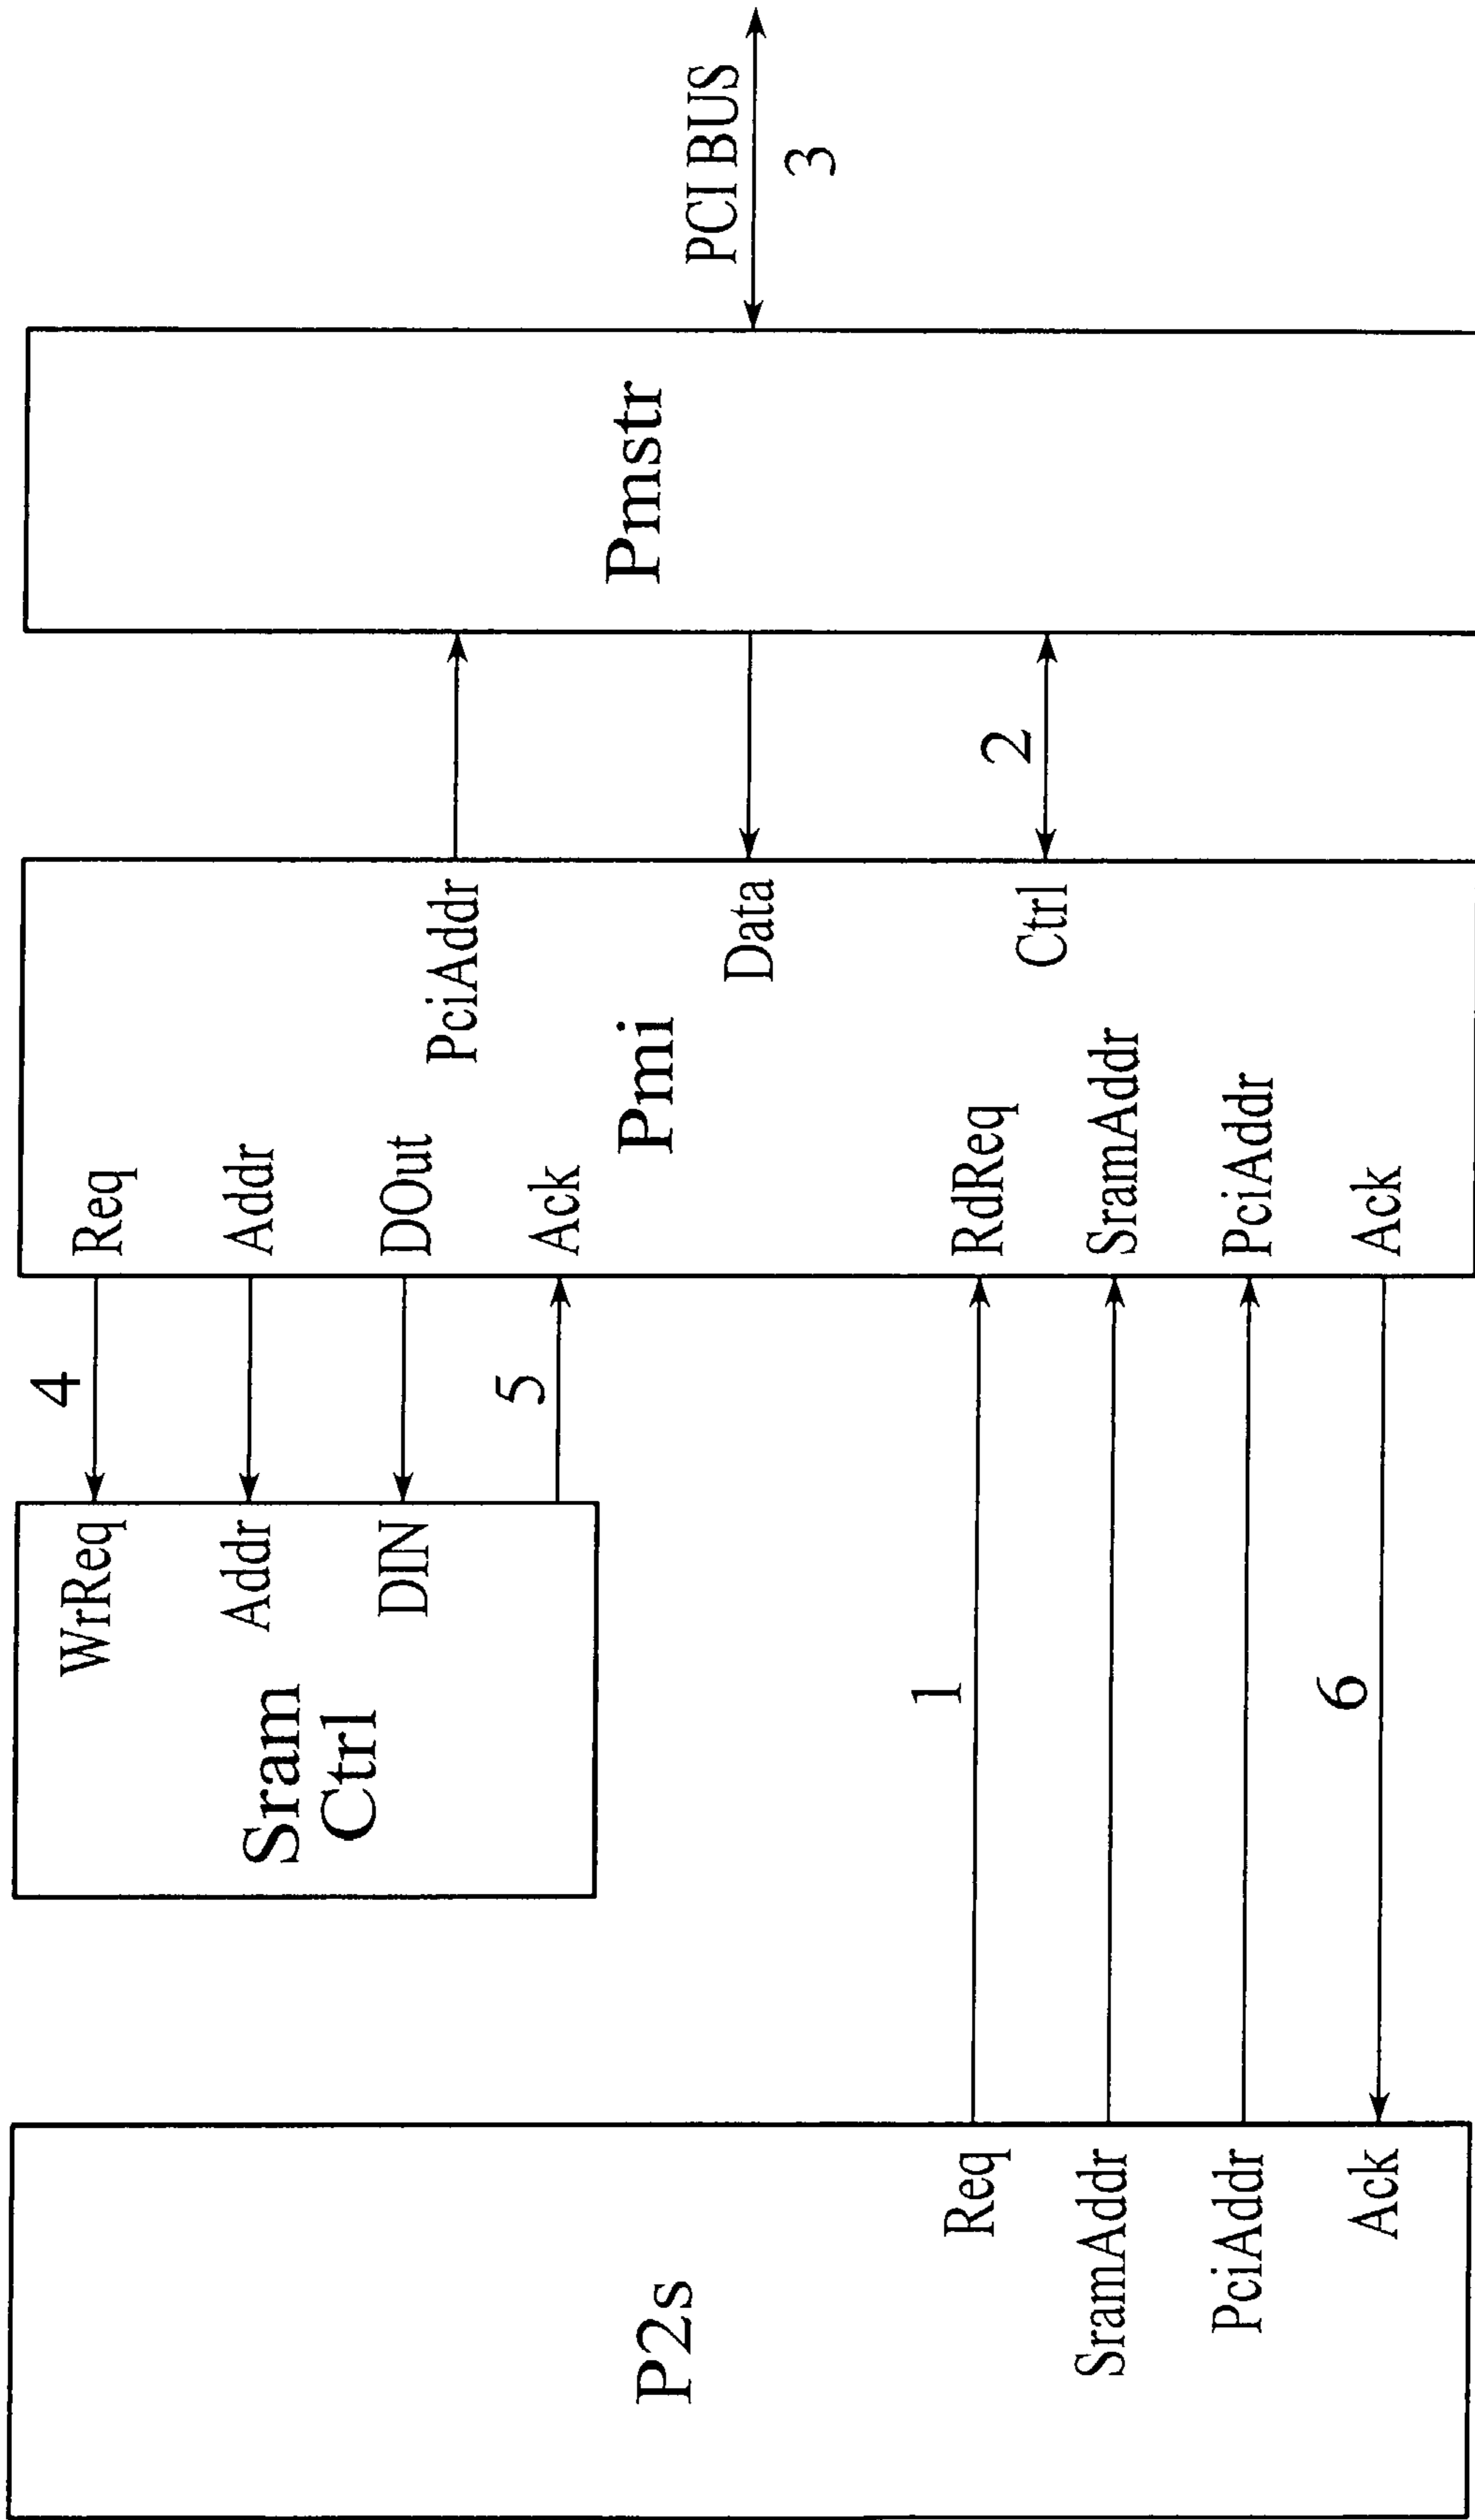 P2s
Req
SramAddr
PciAddr
Ack
Sram
Ctrl
WrReq
Addr
DIN
4
5
1
6
Req
Addr
DOut
Ack
Pmi
RdReq
SramAddr
PciAddr
Ack
PciAddr
Data
Ctrl
2
Pmstr
PCI BUS
3